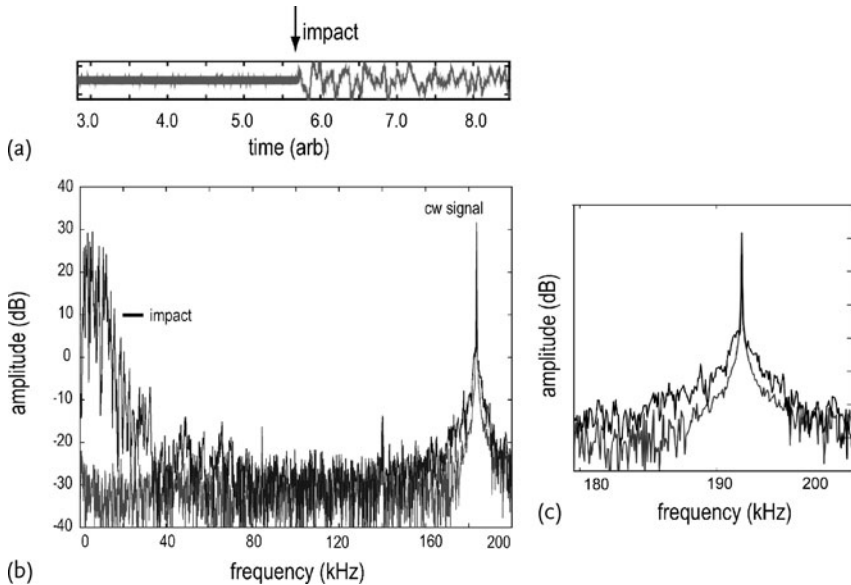 impact
3.0 4.0 5.0 6.0 7.0 8.0
(a) time (arb)
40
30
20
10
0
-10
-20
-30
-40
amplitude (dB)
cw signal
impact
0 40 80 120 160 200
(b) frequency (kHz)
amplitude (dB)
180 192 200
(c) frequency (kHz)